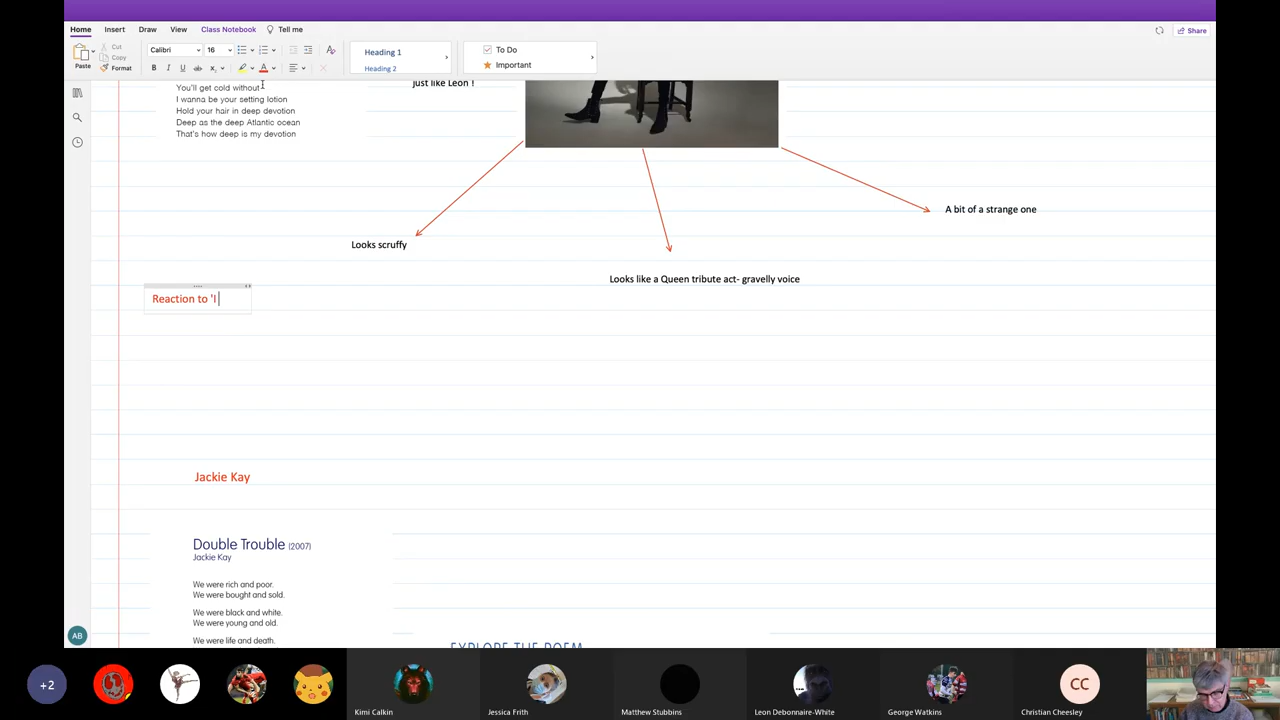 Home Insert Draw View Class Notebook Tell me
Share
Paste
Cut
Copy
Format
Calibri 16
B I U ab X2 A
Heading 1
Heading 2
To Do
Important
You'll get cold without
I wanna be your setting lotion
Hold your hair in deep devotion
Deep as the deep Atlantic ocean
That's how deep is my devotion
just like Leon !
A bit of a strange one
Looks scruffy
Looks like a Queen tribute act- gravelly voice
Reaction to 'I
Jackie Kay
Double Trouble (2007)
Jackie Kay
We were rich and poor.
We were bought and sold.
We were black and white.
We were young and old.
We were life and death.
EXPLORE THE POEM
AB
+2
CC
Kimi Calkin
Jessica Frith
Matthew Stubbins
Leon Debonnaire-White
George Watkins
Christian Cheesley